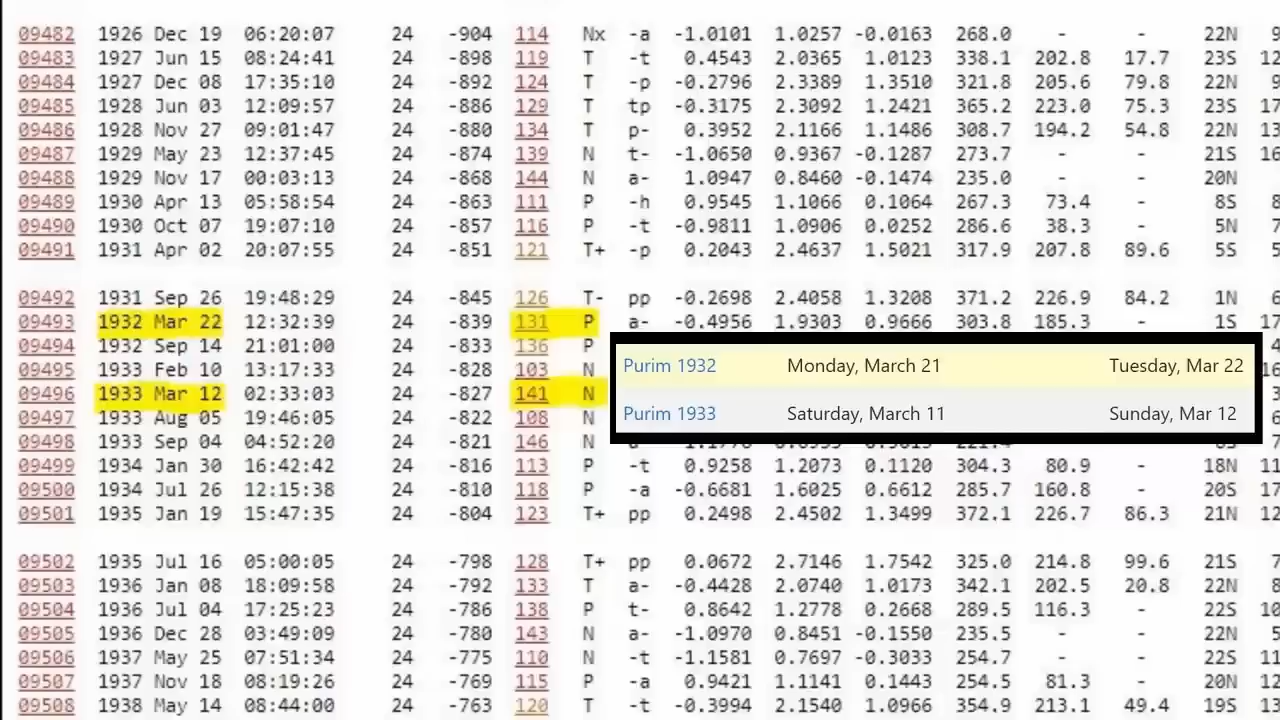 09482 1926 Dec 19 06:20:07 24 -904 114 Nx -a -1.0101 1.0257 -0.0163 268.0 - - 22N 9
09483 1927 Jun 15 08:24:41 24 -898 119 T -t 0.4543 2.0365 1.0123 338.1 202.8 17.7 23S 12
09484 1927 Dec 08 17:35:10 24 -892 124 T -p -0.2796 2.3389 1.3510 321.8 205.6 79.8 22N 9
09485 1928 Jun 03 12:09:57 24 -886 129 T tp -0.3175 2.3092 1.2421 365.2 223.0 75.3 23S 17
09486 1928 Nov 27 09:01:47 24 -880 134 T p- 0.3952 2.1166 1.1486 308.7 194.2 54.8 22N 13
09487 1929 May 23 12:37:45 24 -874 139 N t- -1.0650 0.9367 -0.1287 273.7 - - 21S 16
09488 1929 Nov 17 00:03:13 24 -868 144 N a- 1.0947 0.8460 -0.1474 235.0 - - 20N
09489 1930 Apr 13 05:58:54 24 -863 111 P -h 0.9545 1.1066 0.1064 267.3 73.4 - 8S 8
09490 1930 Oct 07 19:07:10 24 -857 116 P -t -0.9811 1.0906 0.0252 286.6 38.3 - 5N 7
09491 1931 Apr 02 20:07:55 24 -851 121 T+ -p 0.2043 2.4637 1.5021 317.9 207.8 89.6 5S 5
09492 1931 Sep 26 19:48:29 24 -845 126 T- pp -0.2698 2.4058 1.3208 371.2 226.9 84.2 1N 6
09493 1932 Mar 22 12:32:39 24 -839 131 P a- -0.4956 1.9303 0.9666 303.8 185.3 - 1S 17
09494 1932 Sep 14 21:01:00 24 -833 136 P
09495 1933 Feb 10 13:17:33 24 -828 103 N
Purim 1932 Monday, March 21 Tuesday, Mar 22
09496 1933 Mar 12 02:33:03 24 -827 141 N
09497 1933 Aug 05 19:46:05 24 -822 108 N
Purim 1933 Saturday, March 11 Sunday, Mar 12
09498 1933 Sep 04 04:52:20 24 -821 146 N
09499 1934 Jan 30 16:42:42 24 -816 113 P -t 0.9258 1.2073 0.1120 304.3 80.9 - 18N 11
09500 1934 Jul 26 12:15:38 24 -810 118 P -a -0.6681 1.6025 0.6612 285.7 160.8 - 20S 17
09501 1935 Jan 19 15:47:35 24 -804 123 T+ pp 0.2498 2.4502 1.3499 372.1 226.7 86.3 21N 12
09502 1935 Jul 16 05:00:05 24 -798 128 T+ pp 0.0672 2.7146 1.7542 325.0 214.8 99.6 21S 7
09503 1936 Jan 08 18:09:58 24 -792 133 T a- -0.4428 2.0740 1.0173 342.1 202.5 20.8 22N 8
09504 1936 Jul 04 17:25:23 24 -786 138 P t- 0.8642 1.2778 0.2668 289.5 116.3 - 22S 10
09505 1936 Dec 28 03:49:09 24 -780 143 N a- -1.0970 0.8451 -0.1550 235.5 - - 22N 5
09506 1937 May 25 07:51:34 24 -775 110 N -t -1.1581 0.7697 -0.3033 254.7 - - 22S 11
09507 1937 Nov 18 08:19:26 24 -769 115 P -a 0.9421 1.1141 0.1443 254.5 81.3 - 20N 12
09508 1938 May 14 08:44:00 24 -763 120 T -t -0.3994 2.1540 1.0966 354.9 213.1 49.4 19S 13